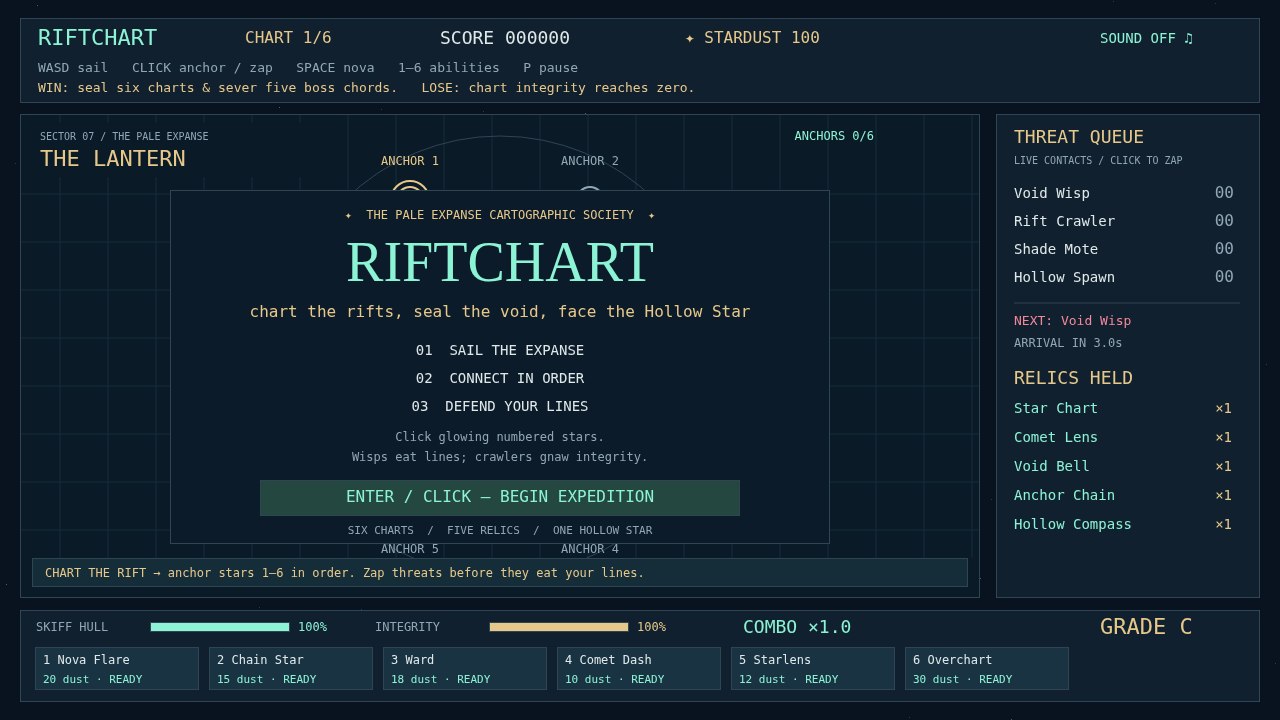 RIFTCHART CHART 1/6 SCORE 000000 ✦ STARDUST 100 SOUND OFF ♫
WASD sail CLICK anchor / zap SPACE nova 1–6 abilities P pause
WIN: seal six charts & sever five boss chords. LOSE: chart integrity reaches zero.
SECTOR 07 / THE PALE EXPANSE
THE LANTERN
ANCHORS 0/6
ANCHOR 1
ANCHOR 2
✦ THE PALE EXPANSE CARTOGRAPHIC SOCIETY ✦
RIFTCHART
chart the rifts, seal the void, face the Hollow Star
01 SAIL THE EXPANSE
02 CONNECT IN ORDER
03 DEFEND YOUR LINES
Click glowing numbered stars.
Wisps eat lines; crawlers gnaw integrity.
ENTER / CLICK — BEGIN EXPEDITION
SIX CHARTS / FIVE RELICS / ONE HOLLOW STAR
ANCHOR 5
ANCHOR 4
CHART THE RIFT → anchor stars 1–6 in order. Zap threats before they eat your lines.
THREAT QUEUE
LIVE CONTACTS / CLICK TO ZAP
Void Wisp 00
Rift Crawler 00
Shade Mote 00
Hollow Spawn 00
NEXT: Void Wisp
ARRIVAL IN 3.0s
RELICS HELD
Star Chart ×1
Comet Lens ×1
Void Bell ×1
Anchor Chain ×1
Hollow Compass ×1
SKIFF HULL 100% INTEGRITY 100% COMBO ×1.0 GRADE C
1 Nova Flare
20 dust · READY
2 Chain Star
15 dust · READY
3 Ward
18 dust · READY
4 Comet Dash
10 dust · READY
5 Starlens
12 dust · READY
6 Overchart
30 dust · READY